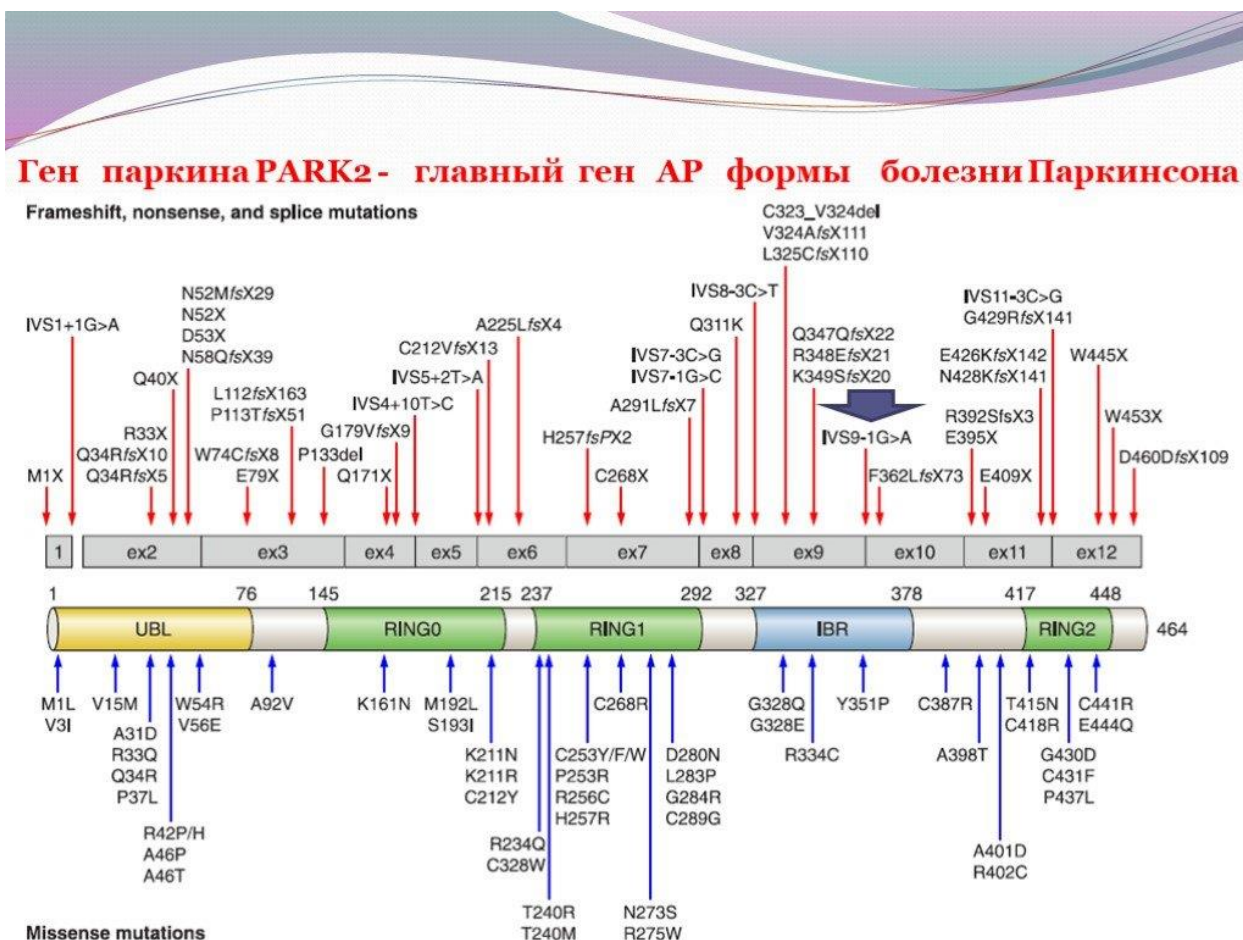 Ген паркина PARK2 - главный ген АР формы болезни Паркинсона
Frameshift, nonsense, and splice mutations
IVS1+1G>A
M1X
R33X
Q34RfsX10
Q34RfsX5
Q40X
N52MfsX29
N52X
D53X
N58QfsX39
W74CfsX8
E79X
L112fsX163
P113TfsX51
P133del
Q171X
G179VfsX9
IVS4+10T>C
IVS5+2T>A
C212VfsX13
A225LfsX4
H257fsPX2
C268X
A291LfsX7
IVS7-3C>G
IVS7-1G>C
Q311K
IVS8-3C>T
C323_V324del
V324AfsX111
L325CfsX110
Q347QfsX22
R348EfsX21
K349SfsX20
IVS9-1G>A
F362LfsX73
R392SfsX3
E395X
E409X
E426KfsX142
N428KfsX141
IVS11-3C>G
G429RfsX141
W445X
W453X
D460DfsX109
1 ex2 ex3 ex4 ex5 ex6 ex7 ex8 ex9 ex10 ex11 ex12
1 76 145 215 237 292 327 378 417 448
UBL RING0 RING1 IBR RING2 464
M1L
V3I
V15M
A31D
R33Q
Q34R
P37L
R42P/H
A46P
A46T
W54R
V56E
A92V
K161N
M192L
S193I
K211N
K211R
C212Y
R234Q
C328W
T240R
T240M
C253Y/F/W
P253R
R256C
H257R
C268R
N273S
R275W
D280N
L283P
G284R
C289G
G328Q
G328E
R334C
Y351P
C387R
A398T
A401D
R402C
T415N
C418R
G430D
C431F
P437L
C441R
E444Q
Missense mutations